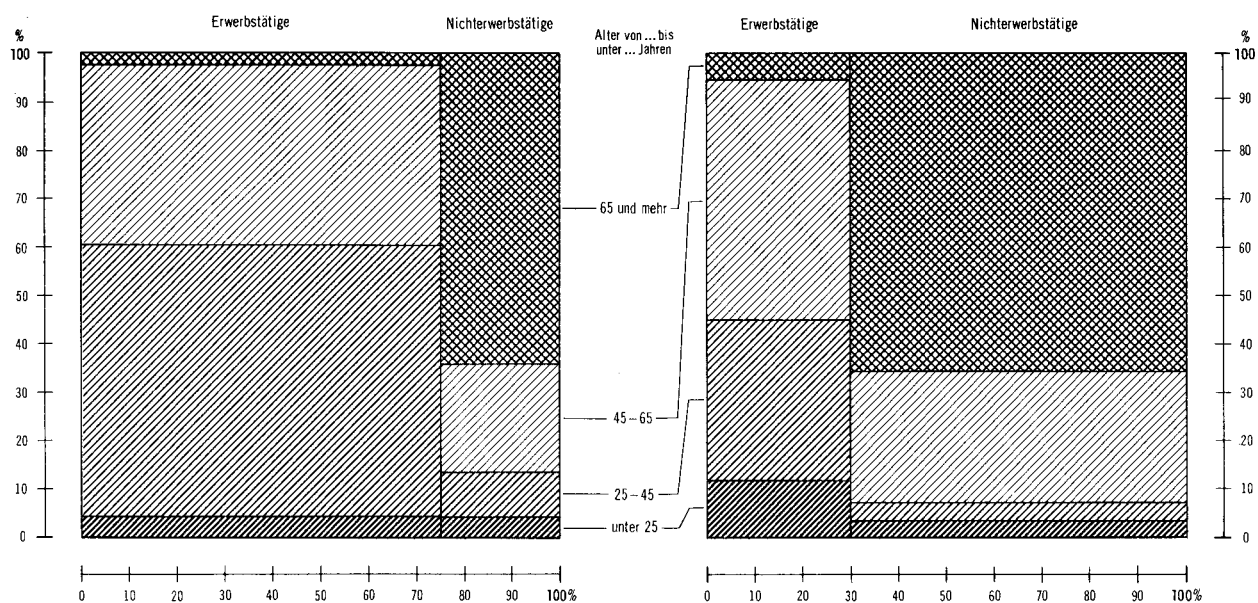 Erwerbstätige
Nichterwerbstätige
%
100
90
80
70
60
50
40
30
20
10
0
0 10 20 30 40 50 60 70 80 90 100%
Alter von ... bis
unter ... Jahren
65 und mehr
45–65
25–45
unter 25
Erwerbstätige
Nichterwerbstätige
%
100
90
80
70
60
50
40
30
20
10
0
0 10 20 30 40 50 60 70 80 90 100%